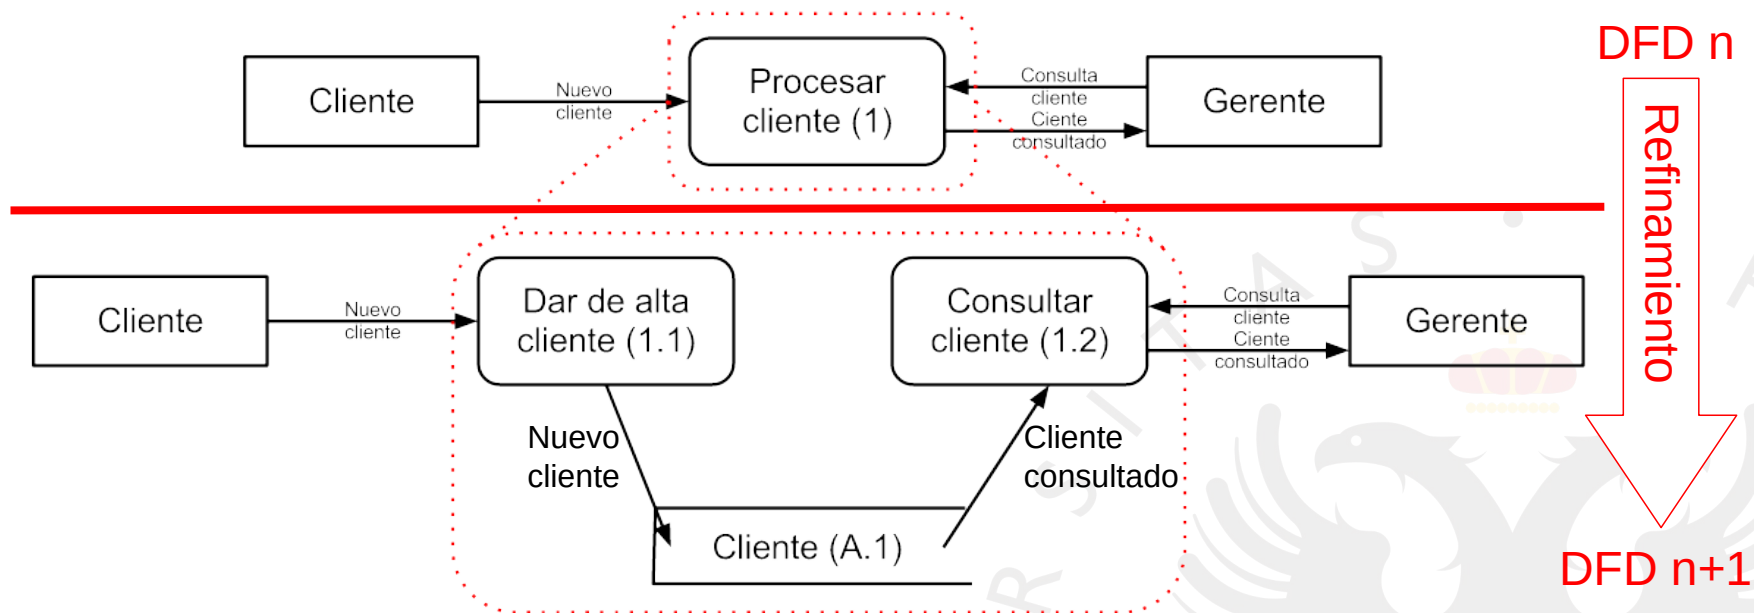 DFD n
Cliente
Nuevo
cliente
Procesar
cliente (1)
Consulta
cliente
Ciente
consultado
Gerente
Refinamiento
Cliente
Nuevo
cliente
Dar de alta
cliente (1.1)
Consultar
cliente (1.2)
Consulta
cliente
Ciente
consultado
Gerente
Nuevo
cliente
Cliente
consultado
Cliente (A.1)
DFD n+1
R S I T A S